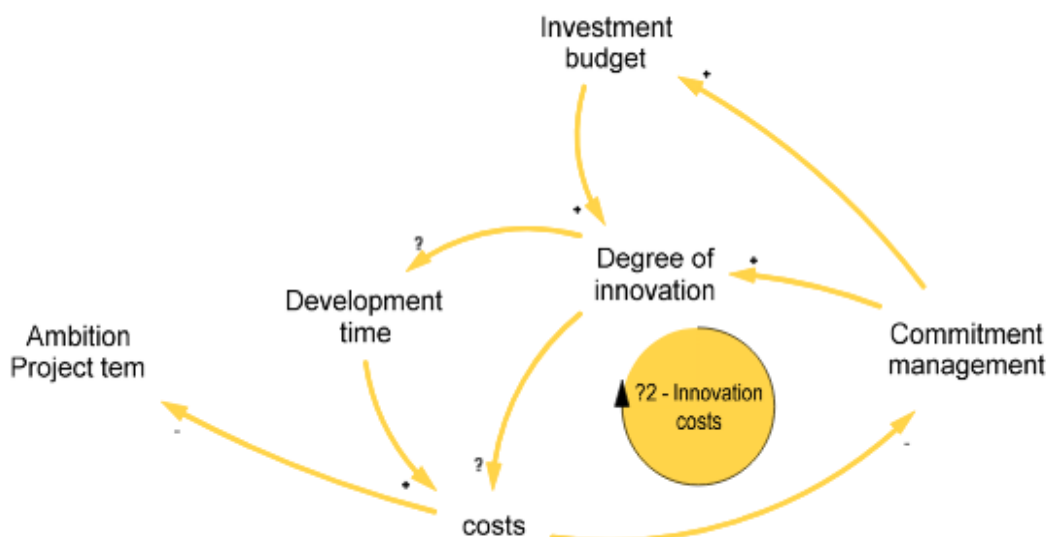 Investment
budget
+
+
?
Degree of
innovation
+
Development
time
Ambition
Project tem
Commitment
management
?2 - Innovation
costs
-
-
?
+
costs